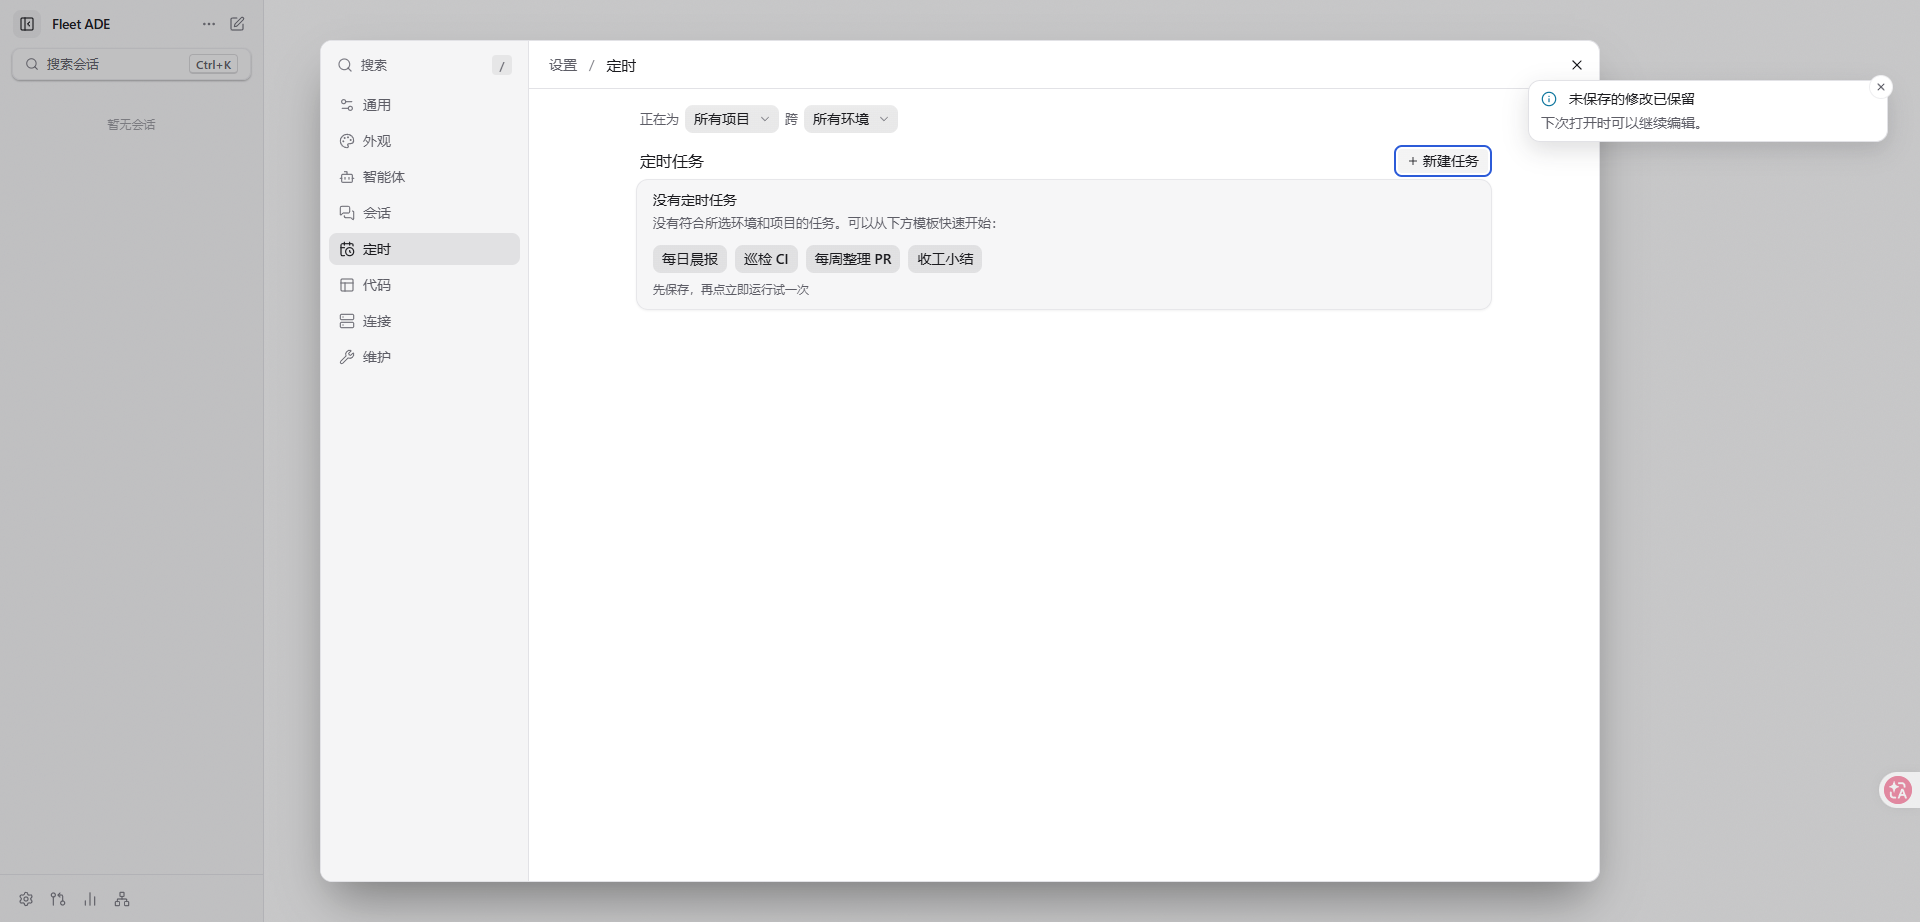 Fleet ADE
搜索会话 Ctrl+K
暂无会话
搜索 /
通用
外观
智能体
会话
定时
代码
连接
维护
设置 / 定时
正在为 所有项目 跨 所有环境
定时任务
+ 新建任务
没有定时任务
没有符合所选环境和项目的任务。可以从下方模板快速开始：
每日晨报 巡检 CI 每周整理 PR 收工小结
先保存，再点立即运行试一次
未保存的修改已保留
下次打开时可以继续编辑。